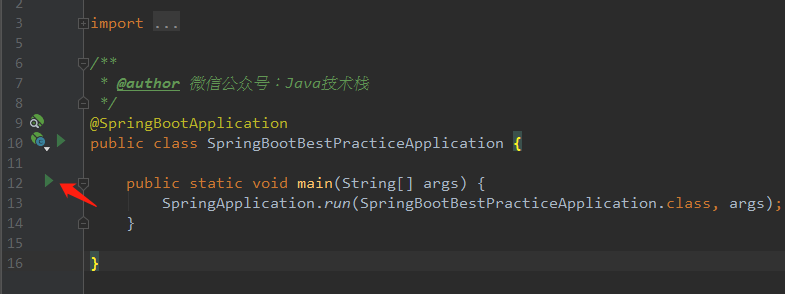 2
3 import ...
5
6 /**
7 * @author 微信公众号：Java技术栈
8 */
9 @SpringBootApplication
10 public class SpringBootBestPracticeApplication {
11
12 public static void main(String[] args) {
13 SpringApplication.run(SpringBootBestPracticeApplication.class, args);
14 }
15
16 }